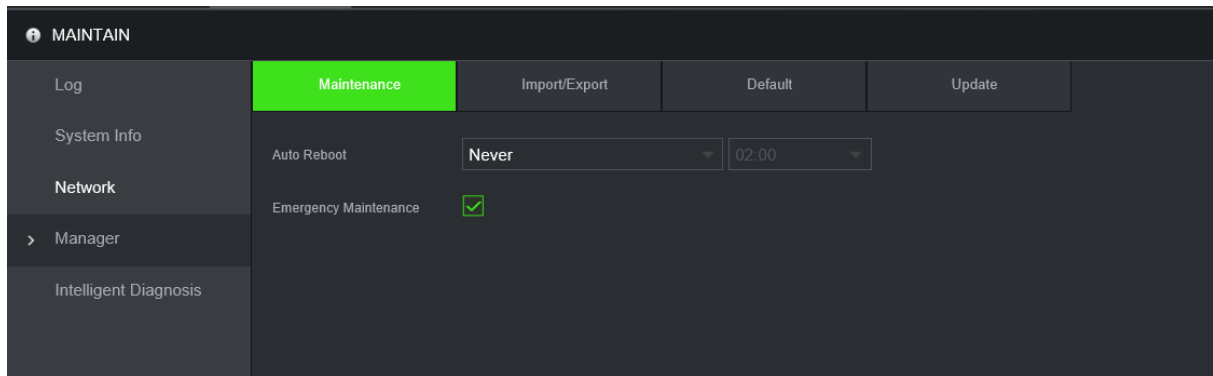 MAINTAIN
Log
System Info
Network
Manager
Intelligent Diagnosis
Maintenance Import/Export Default Update
Auto Reboot Never 02:00
Emergency Maintenance